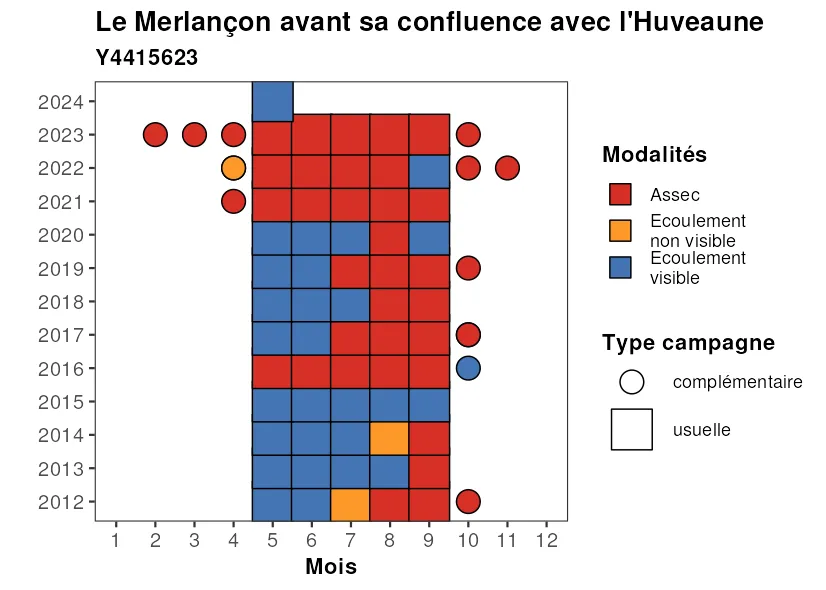 Le Merlançon avant sa confluence avec l'Huveaune
Y4415623
2024
2023
2022
2021
2020
2019
2018
2017
2016
2015
2014
2013
2012
1 2 3 4 5 6 7 8 9 10 11 12
Mois
Modalités
Assec
Ecoulement
non visible
Ecoulement
visible
Type campagne
complémentaire
usuelle